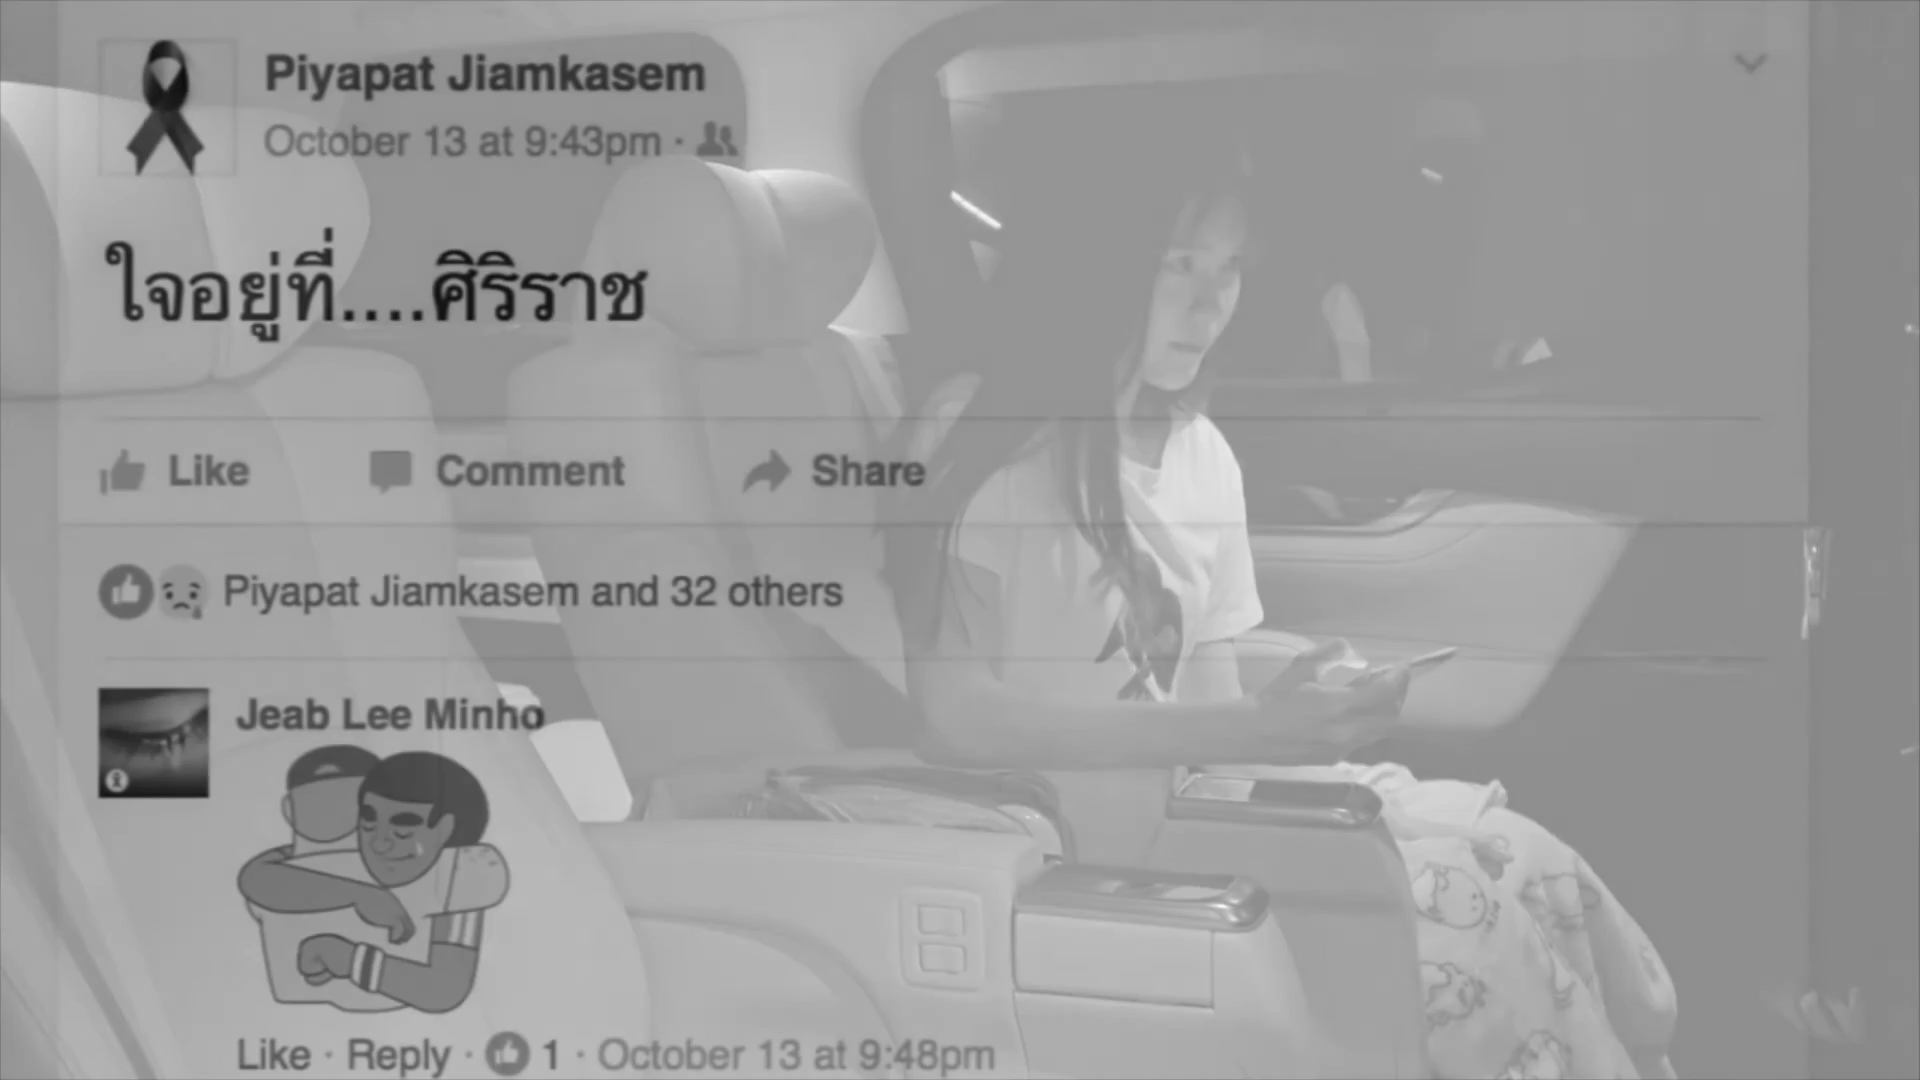 Piyapat Jiamkasem
October 13 at 9:43pm ·
ใจอยู่ที่....ศิริราช
Like Comment Share
Piyapat Jiamkasem and 32 others
Jeab Lee Minho
Like · Reply · 1 · October 13 at 9:48pm